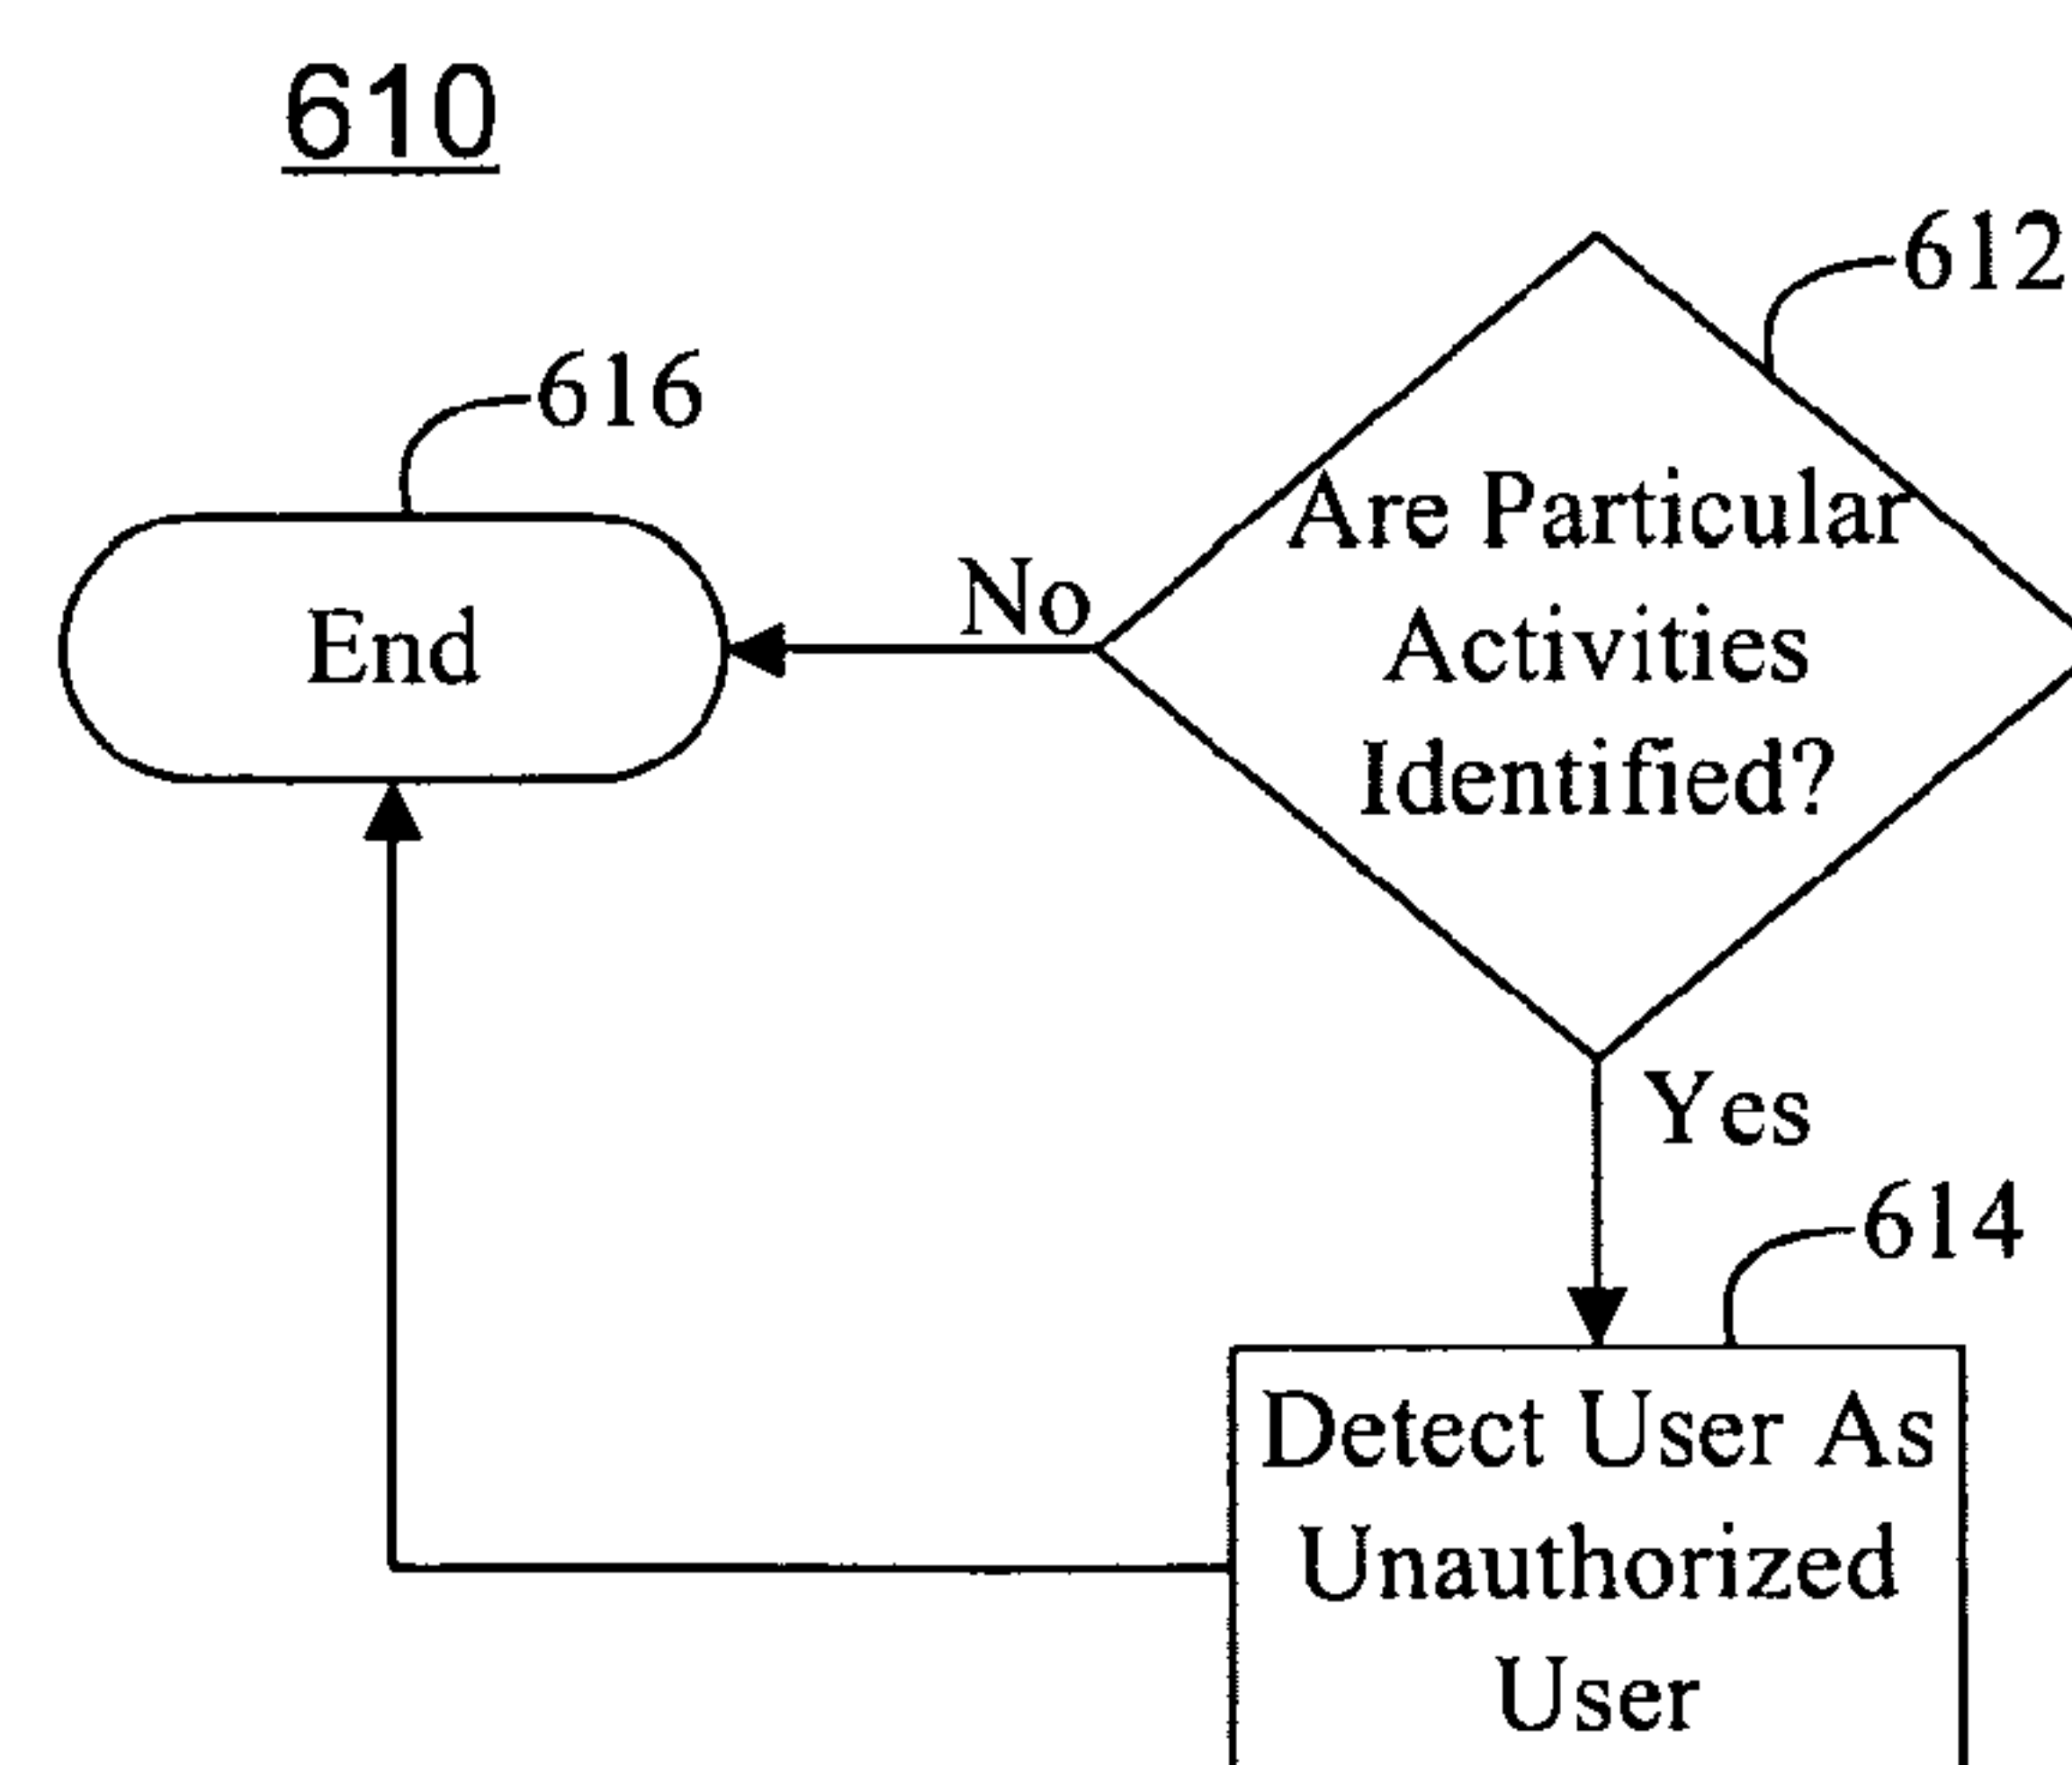 610
612
616
Are Particular
Activities
Identified?
No
End
Yes
614
Detect User As
Unauthorized
User